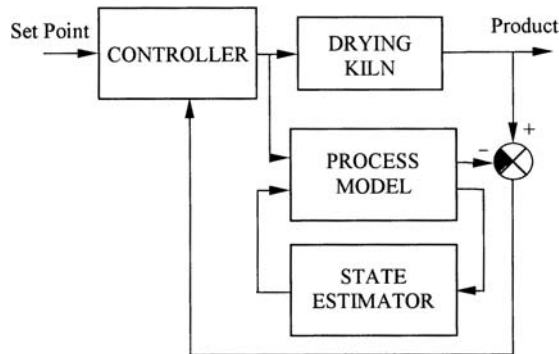 Set Point
CONTROLLER
DRYING
KILN
Product
+
-
PROCESS
MODEL
STATE
ESTIMATOR